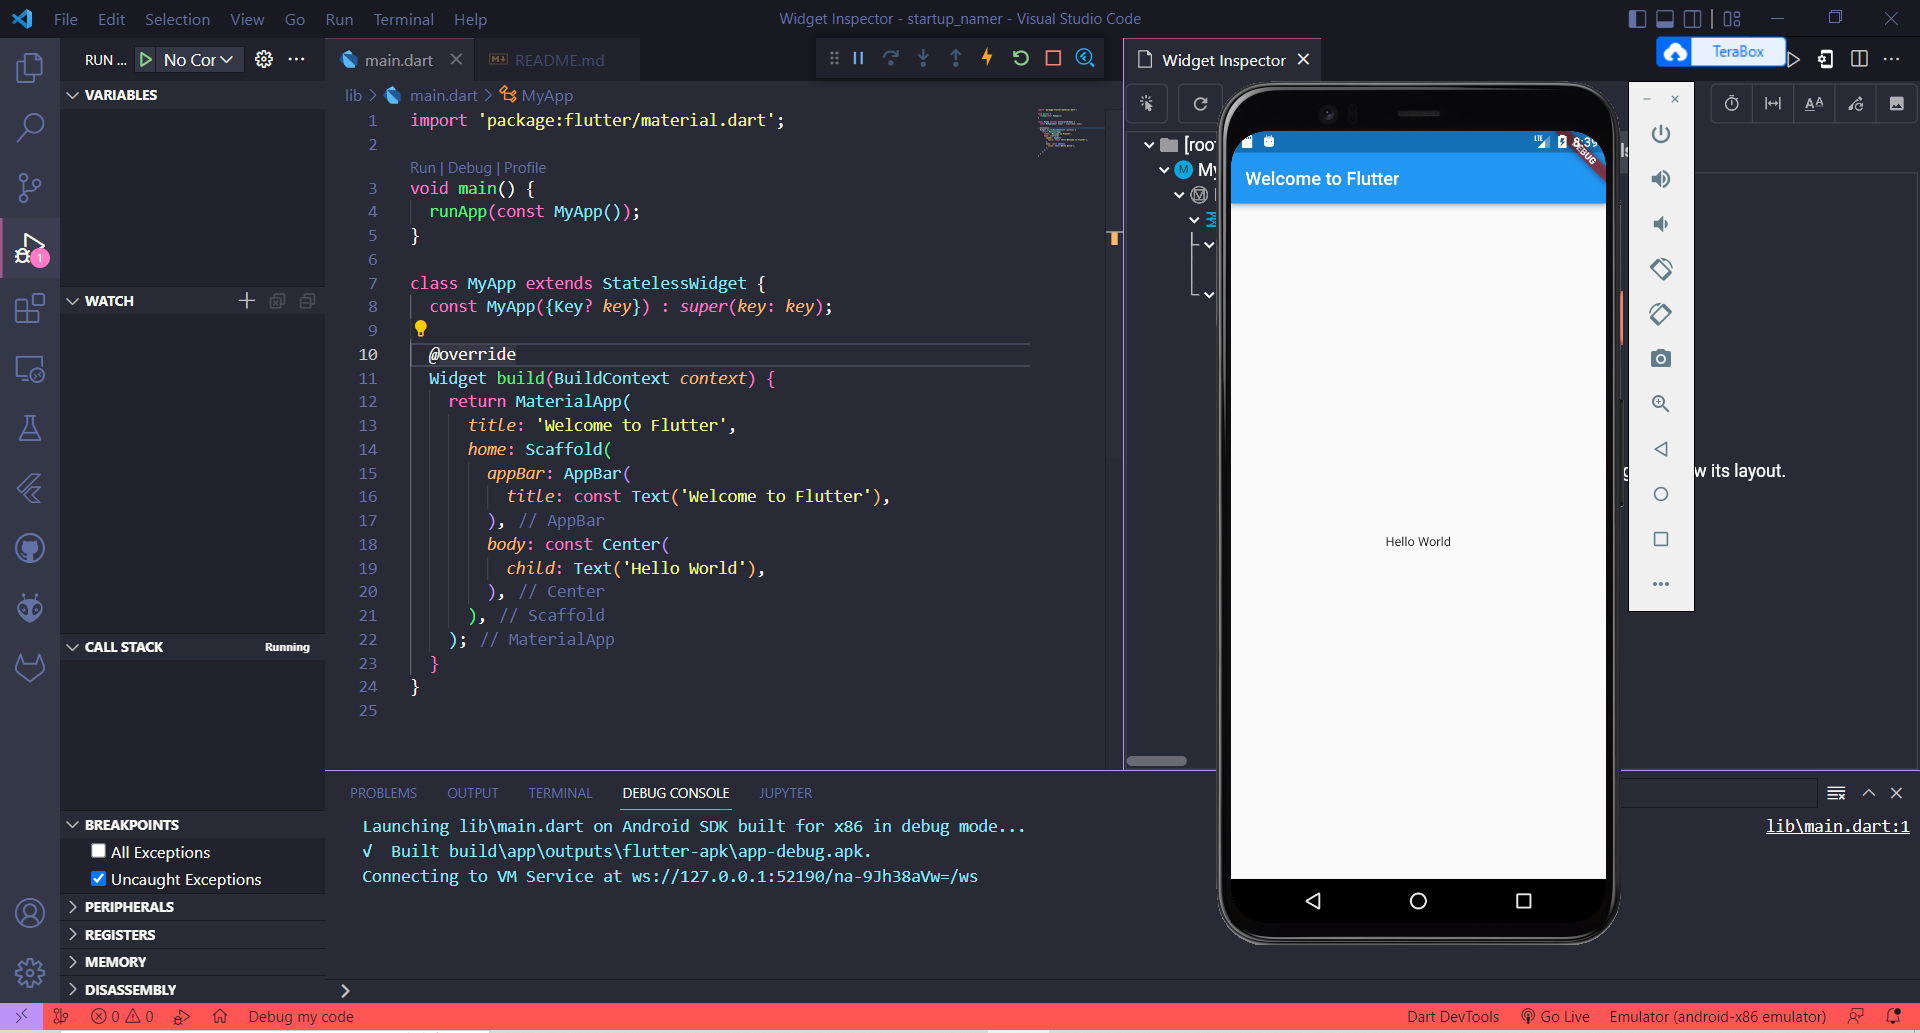 File Edit Selection View Go Run Terminal Help
Widget Inspector - startup_namer - Visual Studio Code
RUN ... No Cor
main.dart
README.md
Widget Inspector
TeraBox
VARIABLES
WATCH
CALL STACK Running
BREAKPOINTS
All Exceptions
Uncaught Exceptions
PERIPHERALS
REGISTERS
MEMORY
DISASSEMBLY
1
lib > main.dart > MyApp
1 import 'package:flutter/material.dart';
2
Run | Debug | Profile
3 void main() {
4 runApp(const MyApp());
5 }
6
7 class MyApp extends StatelessWidget {
8 const MyApp({Key? key}) : super(key: key);
9
10 @override
11 Widget build(BuildContext context) {
12 return MaterialApp(
13 title: 'Welcome to Flutter',
14 home: Scaffold(
15 appBar: AppBar(
16 title: const Text('Welcome to Flutter'),
17 ), // AppBar
18 body: const Center(
19 child: Text('Hello World'),
20 ), // Center
21 ), // Scaffold
22 ); // MaterialApp
23 }
24 }
25
[roo
My
w its layout.
LTE 8:39
DEBUG
Welcome to Flutter
Hello World
PROBLEMS OUTPUT TERMINAL DEBUG CONSOLE JUPYTER
Launching lib\main.dart on Android SDK built for x86 in debug mode...
lib\main.dart:1
√ Built build\app\outputs\flutter-apk\app-debug.apk.
Connecting to VM Service at ws://127.0.0.1:52190/na-9Jh38aVw=/ws
0 0 Debug my code
Dart DevTools Go Live Emulator (android-x86 emulator)